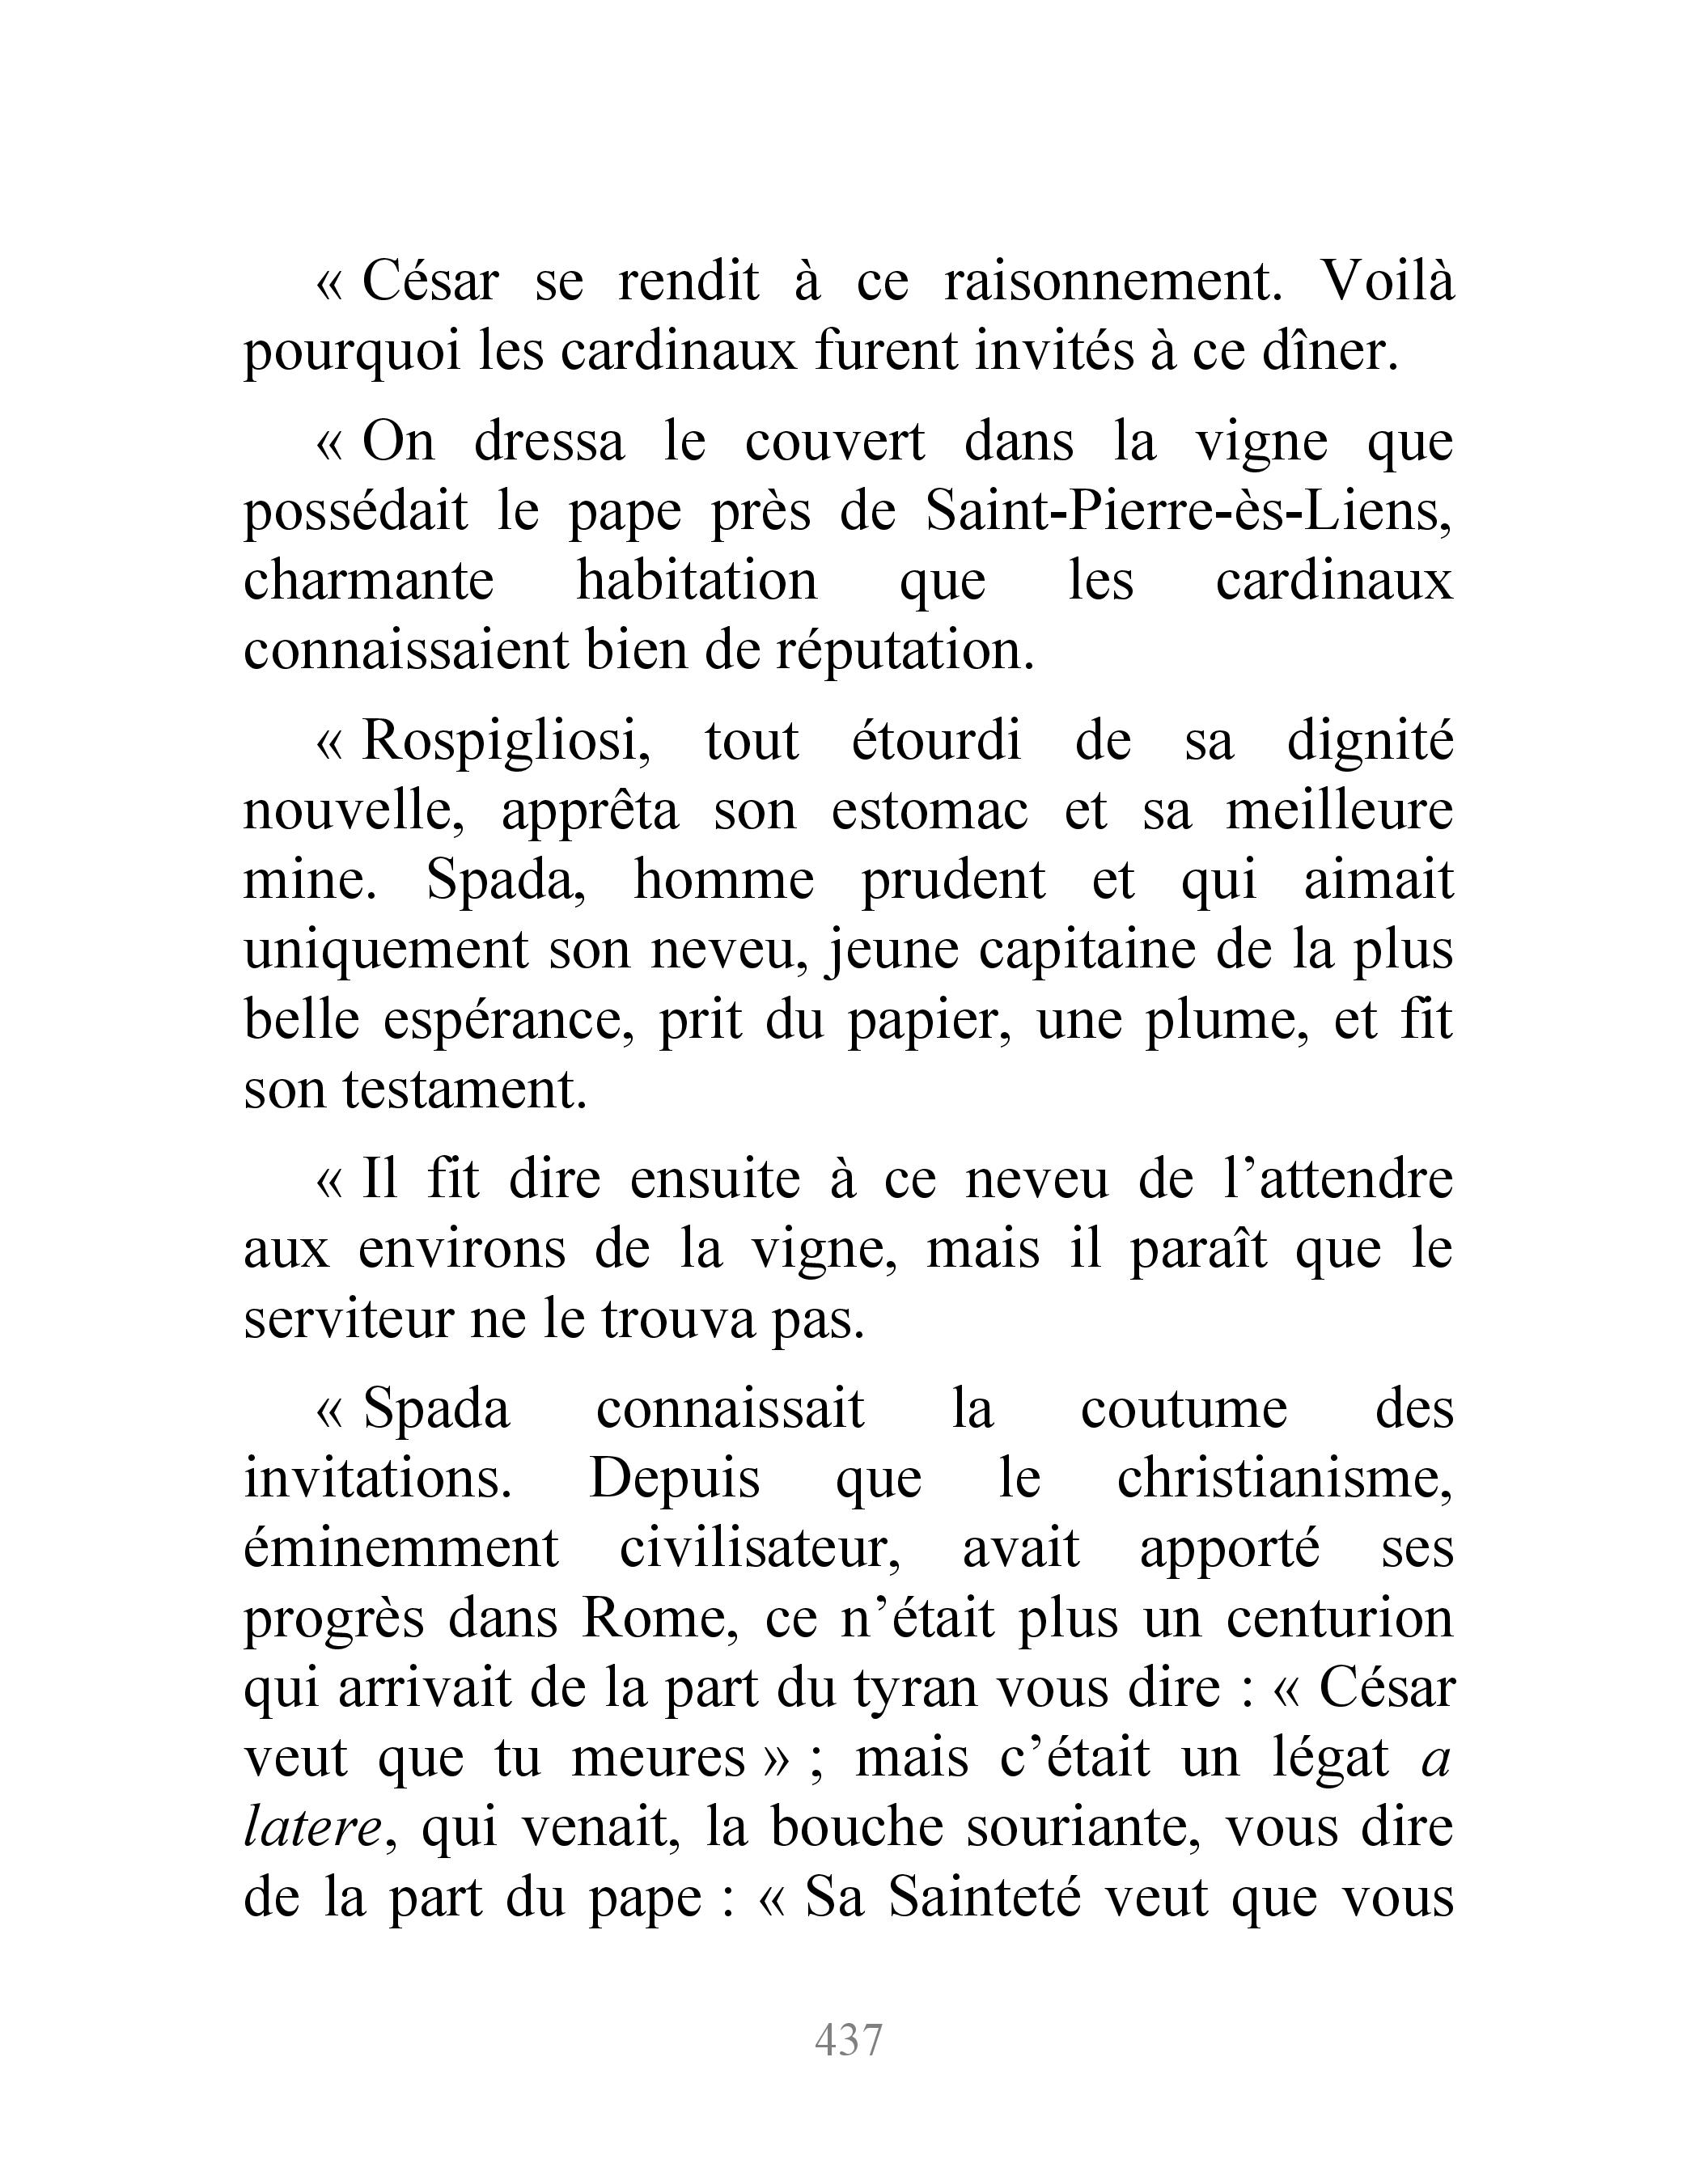 « César se rendit à ce raisonnement. Voilà
pourquoi les cardinaux furent invités à ce dîner.
« On dressa le couvert dans la vigne que
possédait le pape près de Saint-Pierre-ès-Liens,
charmante habitation que les cardinaux
connaissaient bien de réputation.
« Rospigliosi, tout étourdi de sa dignité
nouvelle, apprêta son estomac et sa meilleure
mine. Spada, homme prudent et qui aimait
uniquement son neveu, jeune capitaine de la plus
belle espérance, prit du papier, une plume, et fit
son testament.
« Il fit dire ensuite à ce neveu de l’attendre
aux environs de la vigne, mais il paraît que le
serviteur ne le trouva pas.
« Spada connaissait la coutume des
invitations. Depuis que le christianisme,
éminemment civilisateur, avait apporté ses
progrès dans Rome, ce n’était plus un centurion
qui arrivait de la part du tyran vous dire : « César
veut que tu meures » ; mais c’était un légat a
latere, qui venait, la bouche souriante, vous dire
de la part du pape : « Sa Sainteté veut que vous
437